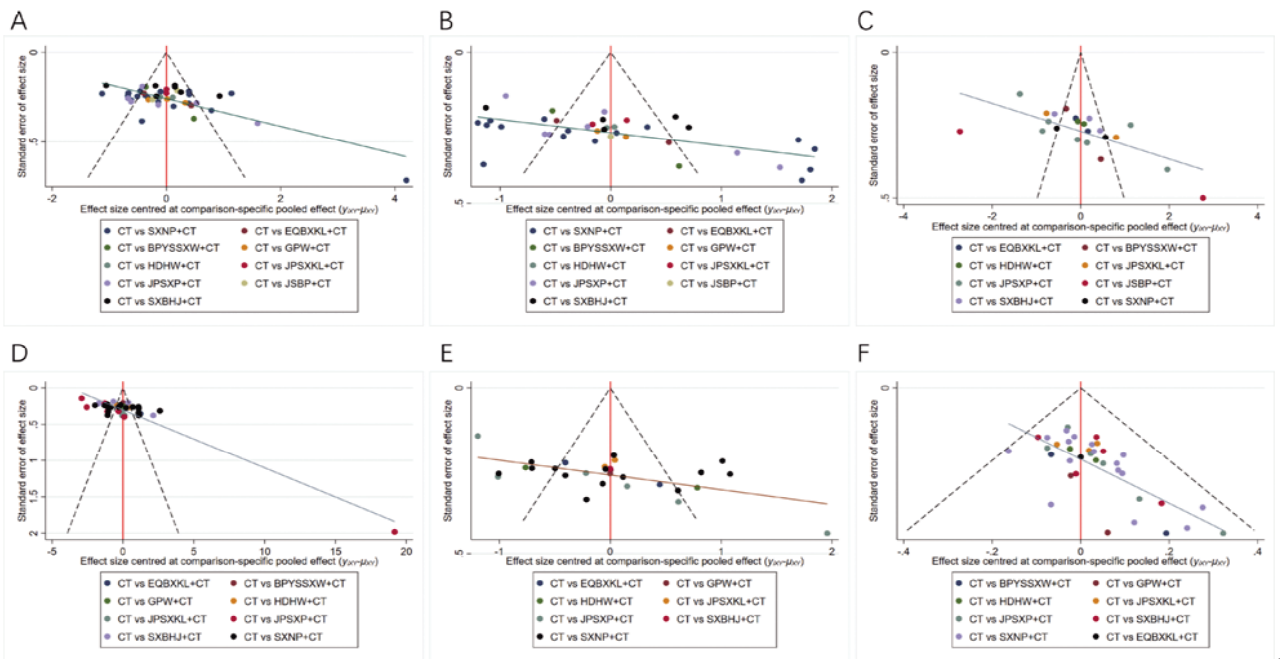 A
Standard error of effect size
0
.5
-2
0
2
4
Effect size centred at comparison-specific pooled effect (yᵢₓᵧ-μₓᵧ)
CT vs SXNP+CT
CT vs EQBXKL+CT
CT vs BPYSSXW+CT
CT vs GPW+CT
CT vs HDHW+CT
CT vs JPSXKL+CT
CT vs JPSXP+CT
CT vs JSBP+CT
CT vs SXBHJ+CT
B
Standard error of effect size
0
.5
-1
0
1
2
Effect size centred at comparison-specific pooled effect (yᵢₓᵧ-μₓᵧ)
CT vs SXNP+CT
CT vs EQBXKL+CT
CT vs BPYSSXW+CT
CT vs GPW+CT
CT vs HDHW+CT
CT vs JPSXKL+CT
CT vs JPSXP+CT
CT vs JSBP+CT
CT vs SXBHJ+CT
C
Standard error of effect size
0
.5
-4
-2
0
2
4
Effect size centred at comparison-specific pooled effect (yᵢₓᵧ-μₓᵧ)
CT vs EQBXKL+CT
CT vs BPYSSXW+CT
CT vs HDHW+CT
CT vs JPSXKL+CT
CT vs JPSXP+CT
CT vs JSBP+CT
CT vs SXBHJ+CT
CT vs SXNP+CT
D
Standard error of effect size
0
.5
1
1.5
2
-5
0
5
10
15
20
Effect size centred at comparison-specific pooled effect (yᵢₓᵧ-μₓᵧ)
CT vs EQBXKL+CT
CT vs BPYSSXW+CT
CT vs GPW+CT
CT vs HDHW+CT
CT vs JPSXKL+CT
CT vs JPSXP+CT
CT vs SXBHJ+CT
CT vs SXNP+CT
E
Standard error of effect size
0
.5
-1
0
1
2
Effect size centred at comparison-specific pooled effect (yᵢₓᵧ-μₓᵧ)
CT vs EQBXKL+CT
CT vs GPW+CT
CT vs HDHW+CT
CT vs JPSXKL+CT
CT vs JPSXP+CT
CT vs SXBHJ+CT
CT vs SXNP+CT
F
Standard error of effect size
0
-.4
-.2
0
.2
.4
Effect size centred at comparison-specific pooled effect (yᵢₓᵧ-μₓᵧ)
CT vs BPYSSXW+CT
CT vs GPW+CT
CT vs HDHW+CT
CT vs JPSXKL+CT
CT vs JPSXP+CT
CT vs SXBHJ+CT
CT vs SXNP+CT
CT vs EQBXKL+CT